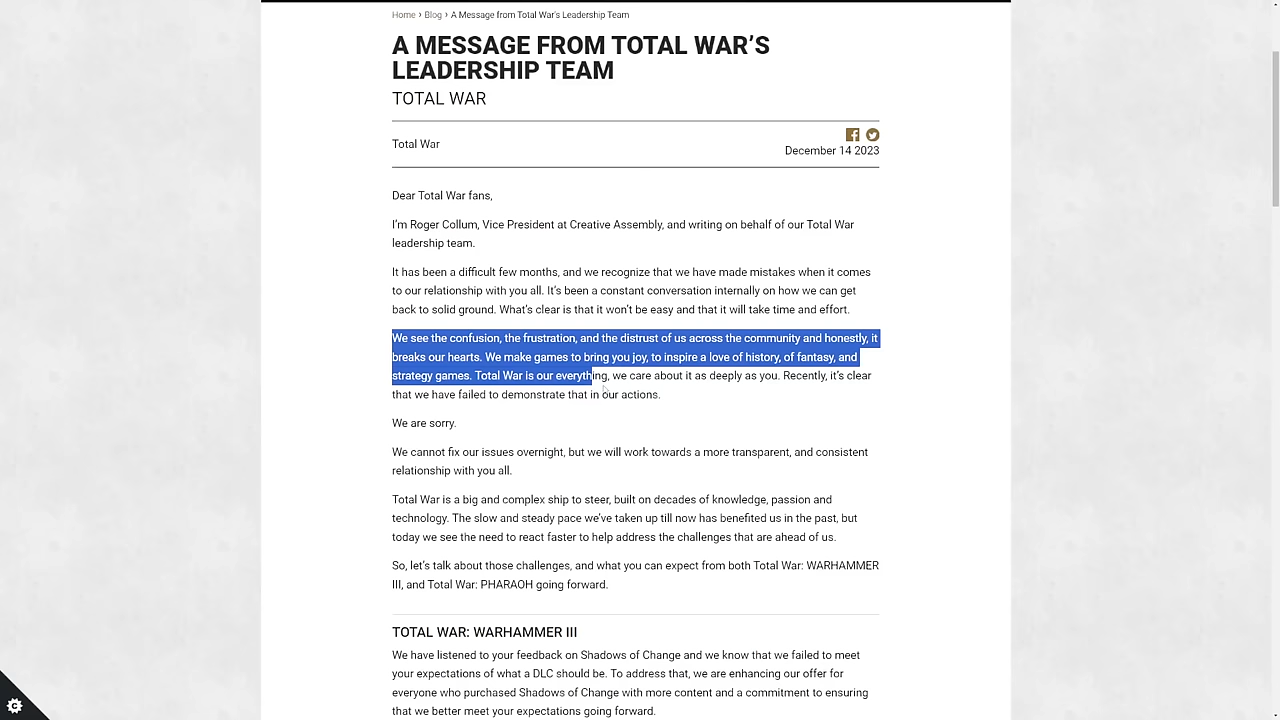 Home › Blog › A Message from Total War's Leadership Team
A MESSAGE FROM TOTAL WAR’S
LEADERSHIP TEAM
TOTAL WAR
Total War
December 14 2023
Dear Total War fans,
I’m Roger Collum, Vice President at Creative Assembly, and writing on behalf of our Total War
leadership team.
It has been a difficult few months, and we recognize that we have made mistakes when it comes
to our relationship with you all. It’s been a constant conversation internally on how we can get
back to solid ground. What’s clear is that it won’t be easy and that it will take time and effort.
We see the confusion, the frustration, and the distrust of us across the community and honestly, it
breaks our hearts. We make games to bring you joy, to inspire a love of history, of fantasy, and
strategy games. Total War is our everything, we care about it as deeply as you. Recently, it’s clear
that we have failed to demonstrate that in our actions.
We are sorry.
We cannot fix our issues overnight, but we will work towards a more transparent, and consistent
relationship with you all.
Total War is a big and complex ship to steer, built on decades of knowledge, passion and
technology. The slow and steady pace we’ve taken up till now has benefited us in the past, but
today we see the need to react faster to help address the challenges that are ahead of us.
So, let’s talk about those challenges, and what you can expect from both Total War: WARHAMMER
III, and Total War: PHARAOH going forward.
TOTAL WAR: WARHAMMER III
We have listened to your feedback on Shadows of Change and we know that we failed to meet
your expectations of what a DLC should be. To address that, we are enhancing our offer for
everyone who purchased Shadows of Change with more content and a commitment to ensuring
that we better meet your expectations going forward.